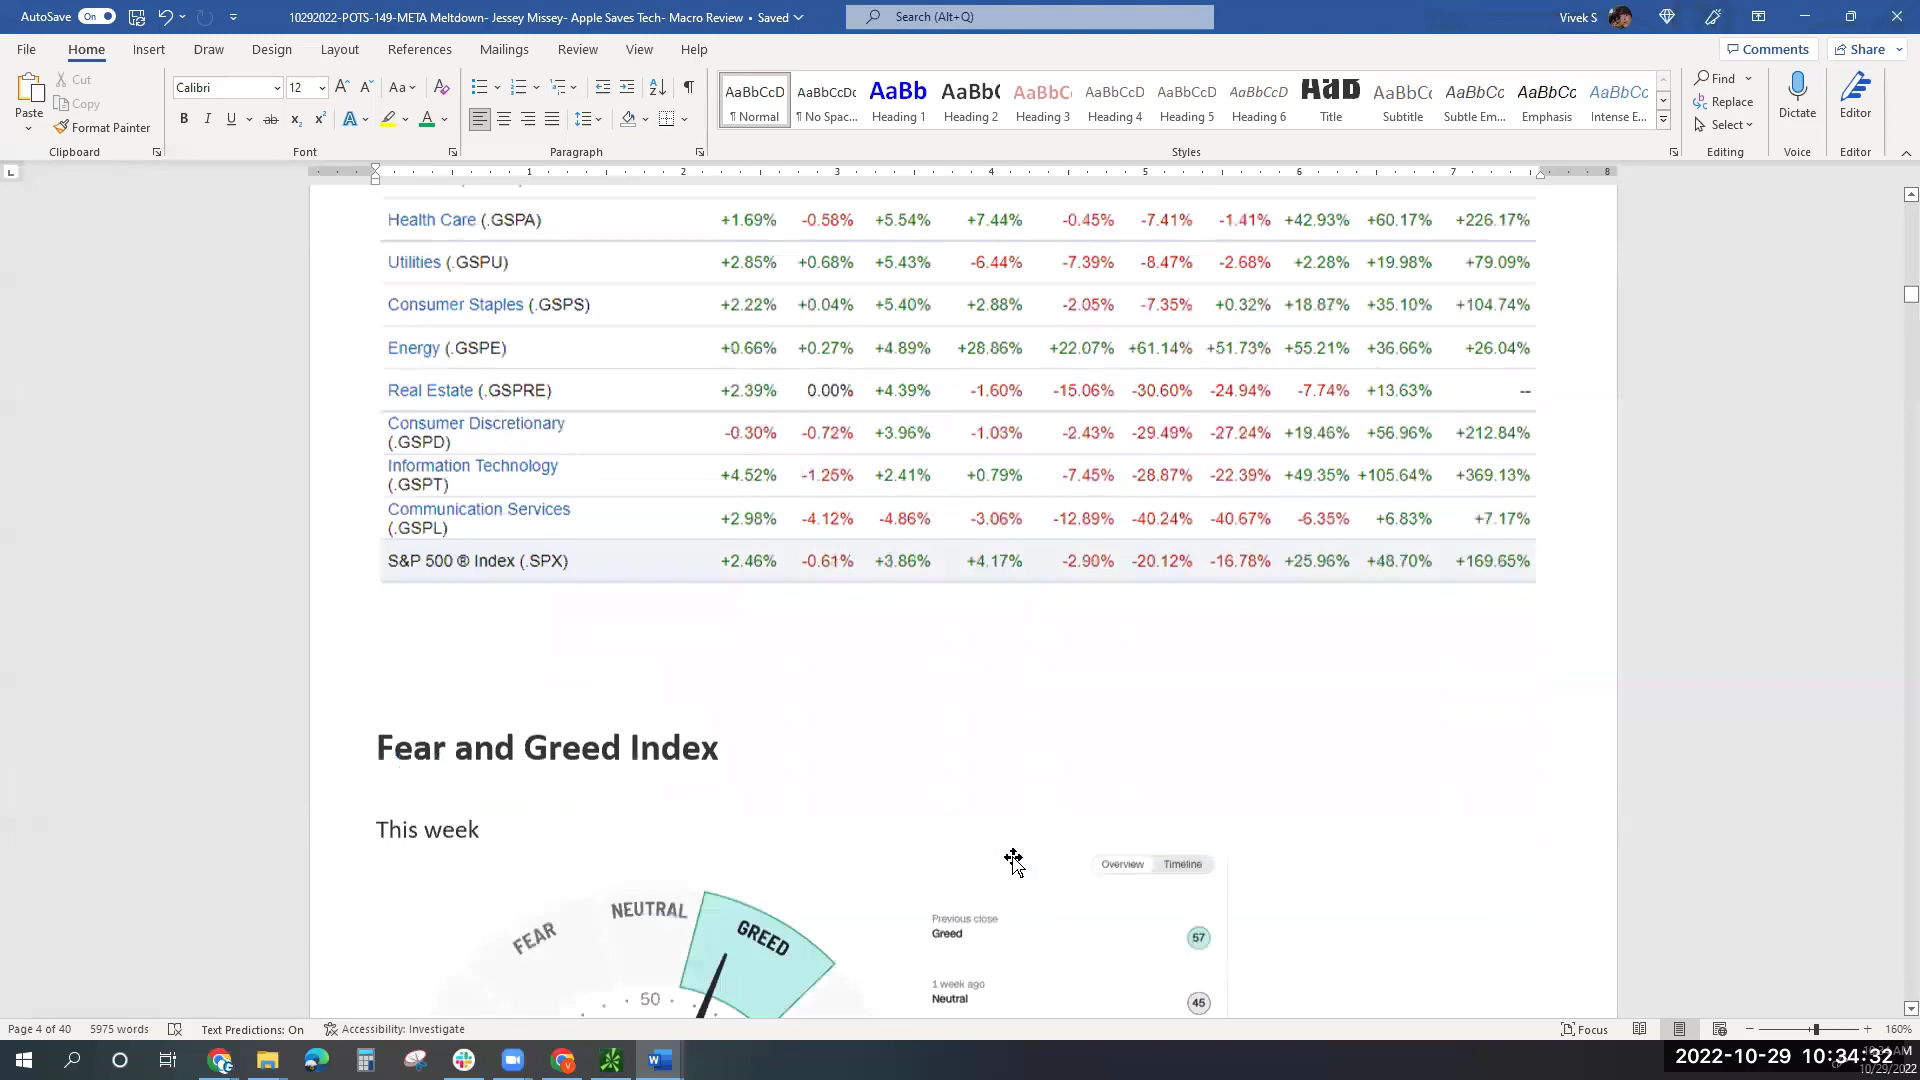 AutoSave On 10292022-POTS-149-META Meltdown- Jessey Missey- Apple Saves Tech- Macro Review • Saved Search (Alt+Q) Vivek S
File Home Insert Draw Design Layout References Mailings Review View Help Comments Share
Paste Cut Copy Format Painter
Calibri 12 Aa
AaBbCcD AaBbCcDc AaBb AaBb( AaBbC AaBbCcD AaBbCcD AaBbCcD AaB AaBbCc AaBbCc AaBbCc AaBbCc
¶ Normal ¶ No Spac... Heading 1 Heading 2 Heading 3 Heading 4 Heading 5 Heading 6 Title Subtitle Subtle Em... Emphasis Intense E...
Find Replace Select Dictate Editor
Clipboard Font Paragraph Styles Editing Voice Editor
1 2 3 4 5 6 7 8
Health Care (.GSPA) +1.69% -0.58% +5.54% +7.44% -0.45% -7.41% -1.41% +42.93% +60.17% +226.17%
Utilities (.GSPU) +2.85% +0.68% +5.43% -6.44% -7.39% -8.47% -2.68% +2.28% +19.98% +79.09%
Consumer Staples (.GSPS) +2.22% +0.04% +5.40% +2.88% -2.05% -7.35% +0.32% +18.87% +35.10% +104.74%
Energy (.GSPE) +0.66% +0.27% +4.89% +28.86% +22.07% +61.14% +51.73% +55.21% +36.66% +26.04%
Real Estate (.GSPRE) +2.39% 0.00% +4.39% -1.60% -15.06% -30.60% -24.94% -7.74% +13.63% --
Consumer Discretionary
(.GSPD) -0.30% -0.72% +3.96% -1.03% -2.43% -29.49% -27.24% +19.46% +56.96% +212.84%
Information Technology
(.GSPT) +4.52% -1.25% +2.41% +0.79% -7.45% -28.87% -22.39% +49.35% +105.64% +369.13%
Communication Services
(.GSPL) +2.98% -4.12% -4.86% -3.06% -12.89% -40.24% -40.67% -6.35% +6.83% +7.17%
S&P 500 ® Index (.SPX) +2.46% -0.61% +3.86% +4.17% -2.90% -20.12% -16.78% +25.96% +48.70% +169.65%
Fear and Greed Index
This week
Overview Timeline
FEAR NEUTRAL GREED
50
Previous close
Greed 57
1 week ago
Neutral 45
Page 4 of 40 5975 words Text Predictions: On Accessibility: Investigate Focus 160%
2022-10-29 10:34:32